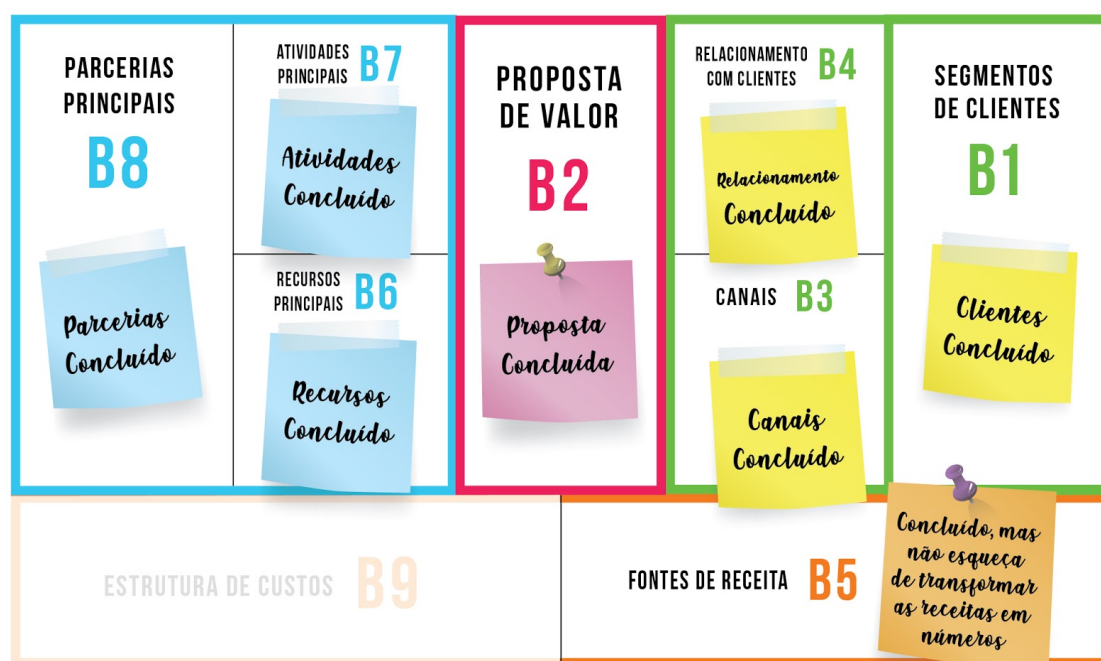 PARCERIAS
PRINCIPAIS
B8
Parcerias
Concluído
ATIVIDADES
PRINCIPAIS B7
Atividades
Concluído
RECURSOS
PRINCIPAIS B6
Recursos
Concluído
PROPOSTA
DE VALOR
B2
Proposta
Concluída
RELACIONAMENTO
COM CLIENTES B4
Relacionamento
Concluído
CANAIS B3
Canais
Concluído
SEGMENTOS
DE CLIENTES
B1
Clientes
Concluído
ESTRUTURA DE CUSTOS B9
FONTES DE RECEITA B5
Concluído, mas
não esqueça
de transformar
as receitas em
números